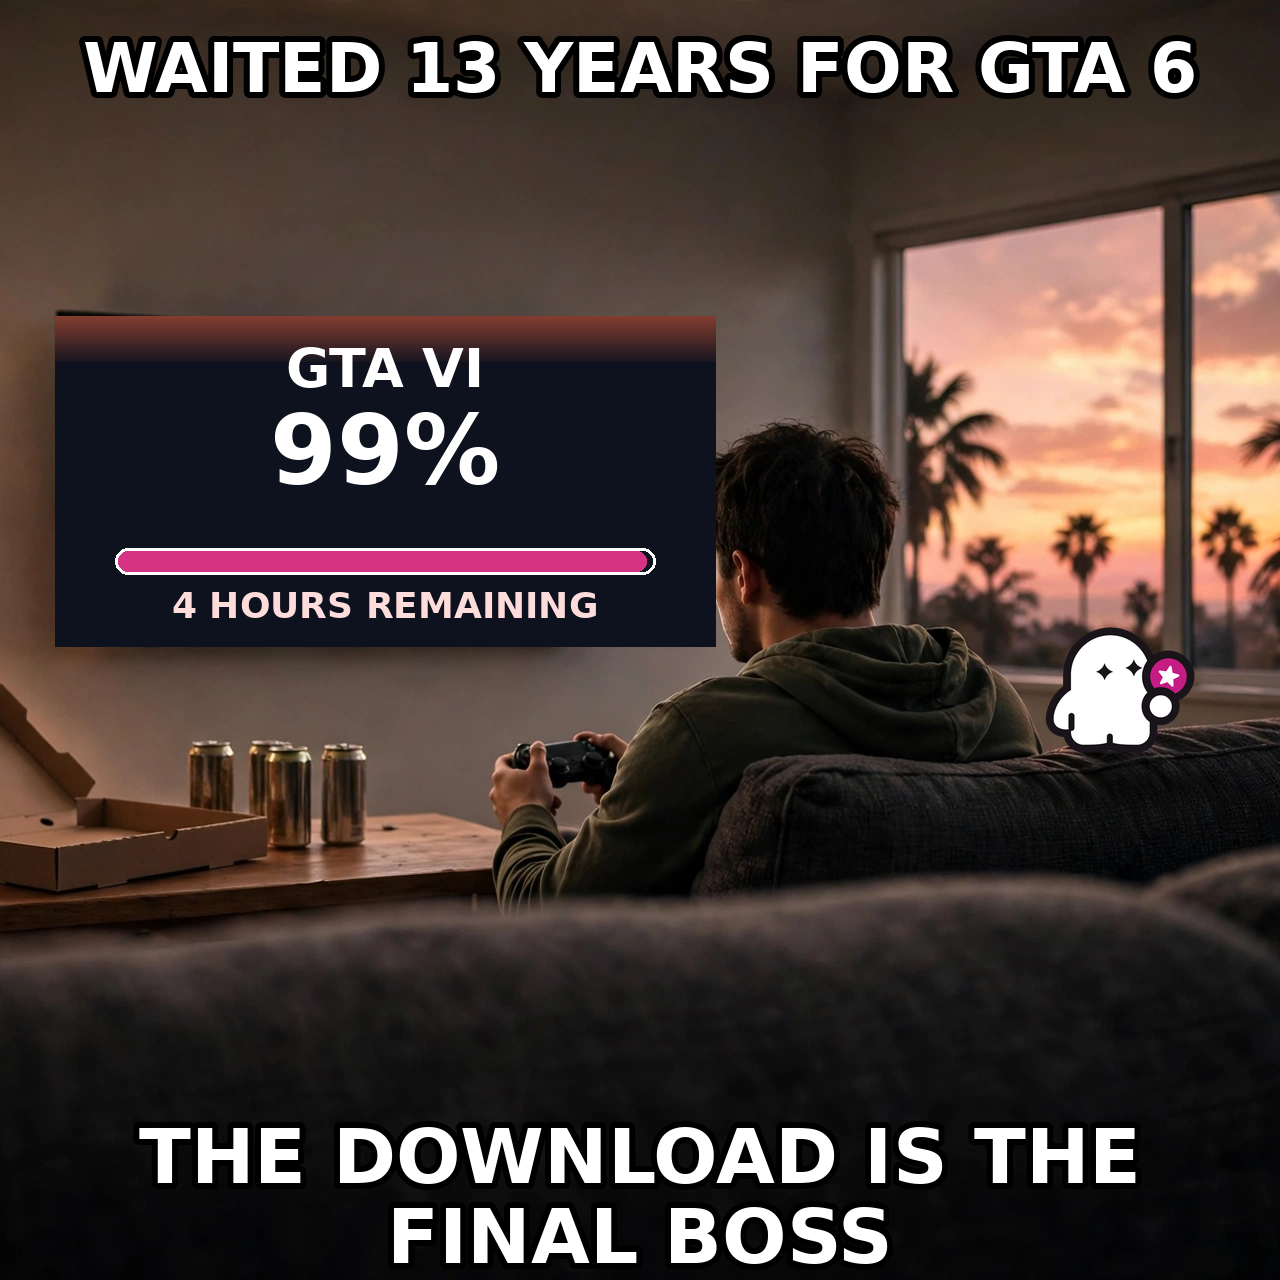 WAITED 13 YEARS FOR GTA 6
GTA VI
99%
4 HOURS REMAINING
THE DOWNLOAD IS THE
FINAL BOSS